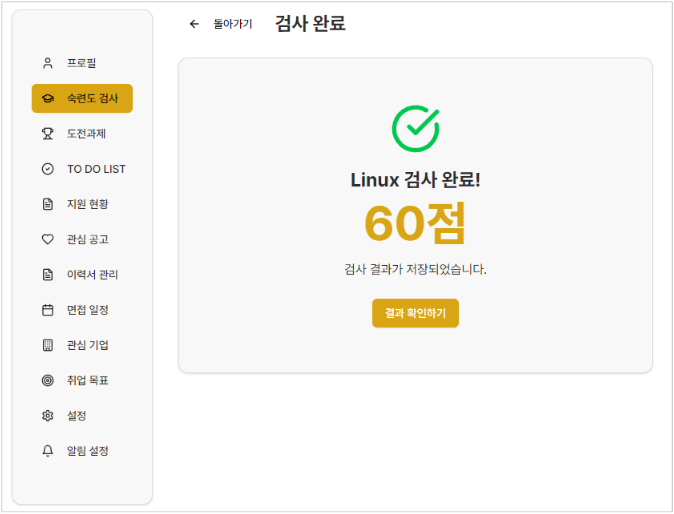 돌아가기 검사 완료
프로필
숙련도 검사
도전과제
TO DO LIST
지원 현황
관심 공고
이력서 관리
면접 일정
관심 기업
취업 목표
설정
알림 설정
Linux 검사 완료!
60점
검사 결과가 저장되었습니다.
결과 확인하기